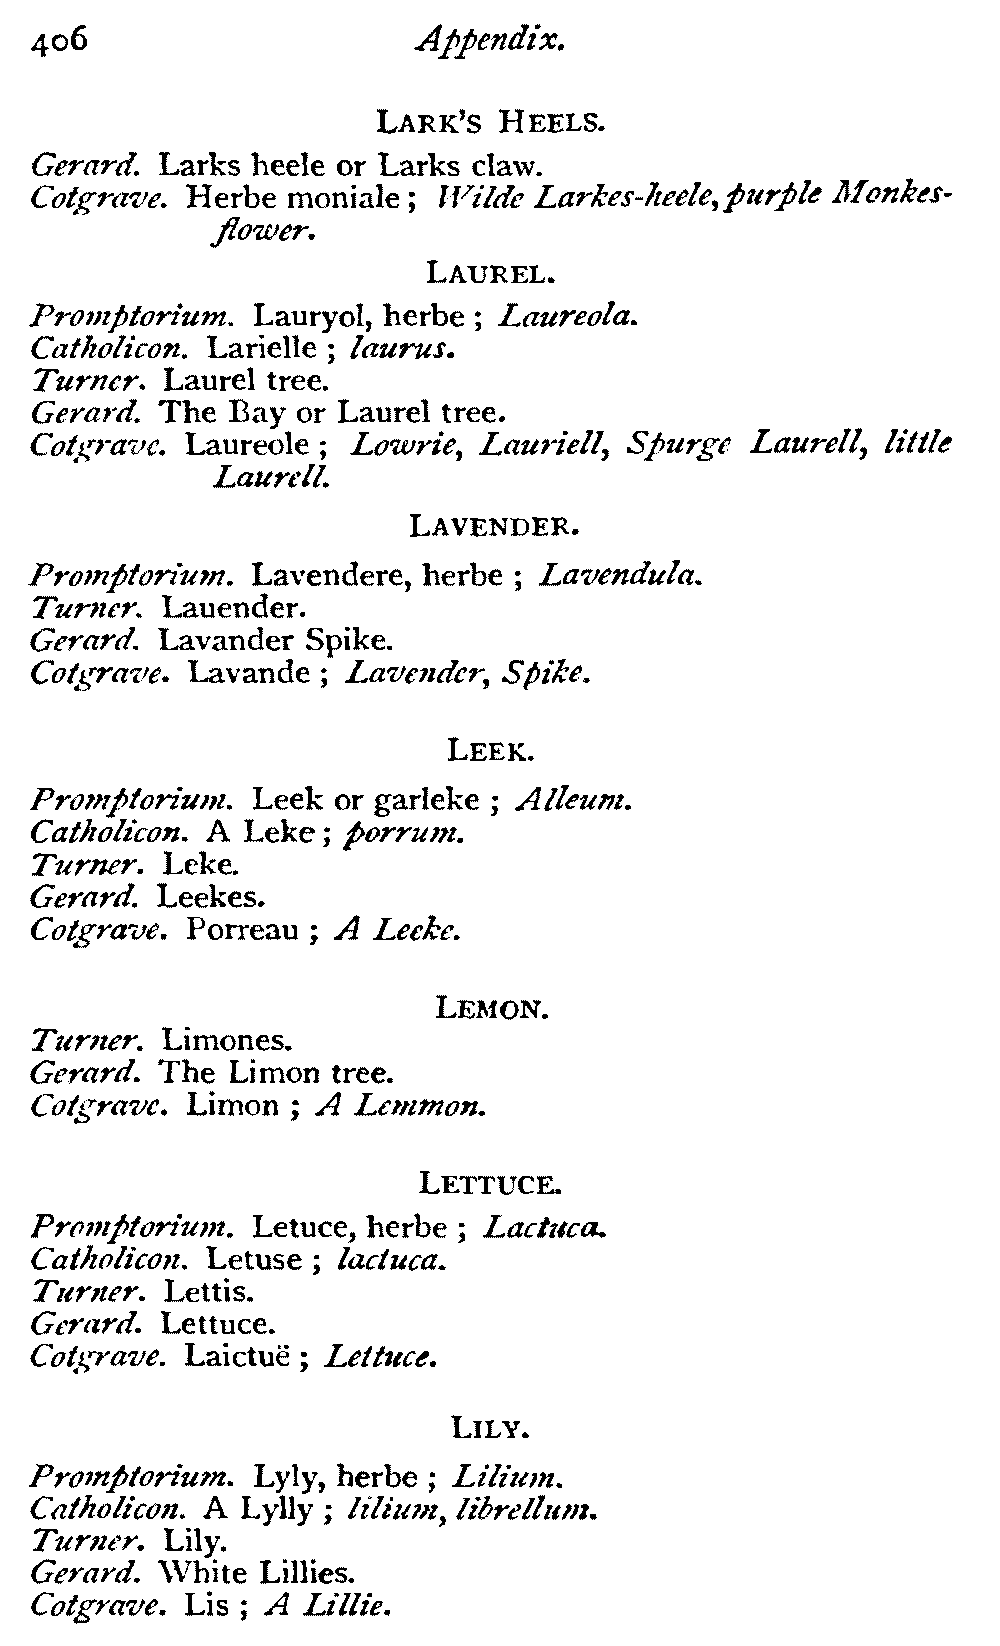 406 Appendix.
LARK'S HEELS.
Gerard. Larks heele or Larks claw.
Cotgrave. Herbe moniale ; Wilde Larkes-heele, purple Monkes-
flower.
LAUREL.
Promptorium. Lauryol, herbe ; Laureola.
Catholicon. Larielle ; laurus.
Turner. Laurel tree.
Gerard. The Bay or Laurel tree.
Cotgrave. Laureole ; Lowrie, Lauriell, Spurge Laurell, little
Laurell.
LAVENDER.
Promptorium. Lavendere, herbe ; Lavendula.
Turner. Lauender.
Gerard. Lavander Spike.
Cotgrave. Lavande ; Lavender, Spike.
LEEK.
Promptorium. Leek or garleke ; Alleum.
Catholicon. A Leke ; porrum.
Turner. Leke.
Gerard. Leekes.
Cotgrave. Porreau ; A Leeke.
LEMON.
Turner. Limones.
Gerard. The Limon tree.
Cotgrave. Limon ; A Lemmon.
LETTUCE.
Promptorium. Letuce, herbe ; Lactuca.
Catholicon. Letuse ; lactuca.
Turner. Lettis.
Gerard. Lettuce.
Cotgrave. Laictuë ; Lettuce.
LILY.
Promptorium. Lyly, herbe ; Lilium.
Catholicon. A Lylly ; lilium, librellum.
Turner. Lily.
Gerard. White Lillies.
Cotgrave. Lis ; A Lillie.